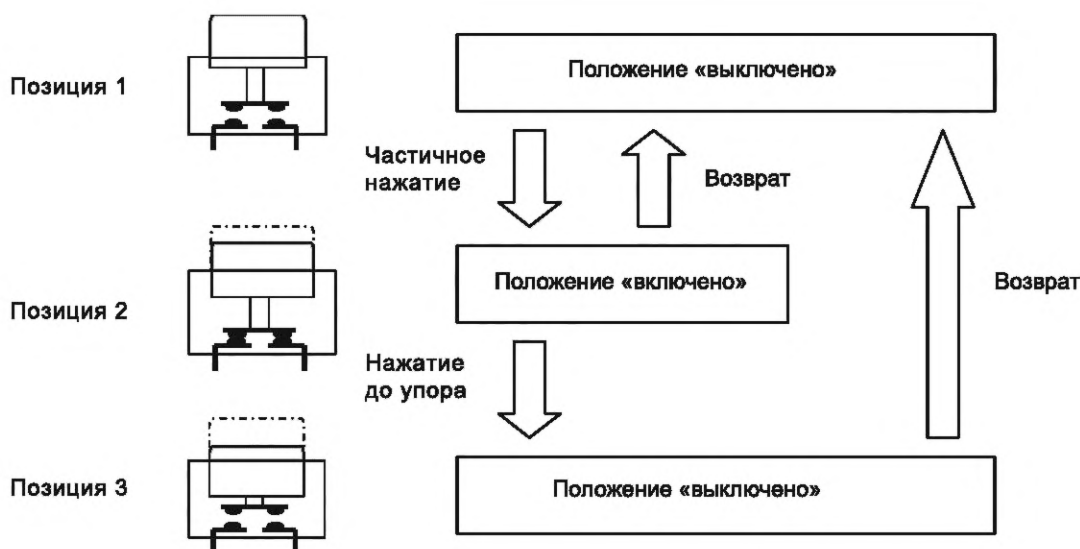 Позиция 1
Положение «выключено»
Частичное
нажатие
Возврат
Позиция 2
Положение «включено»
Возврат
Нажатие
до упора
Позиция 3
Положение «выключено»